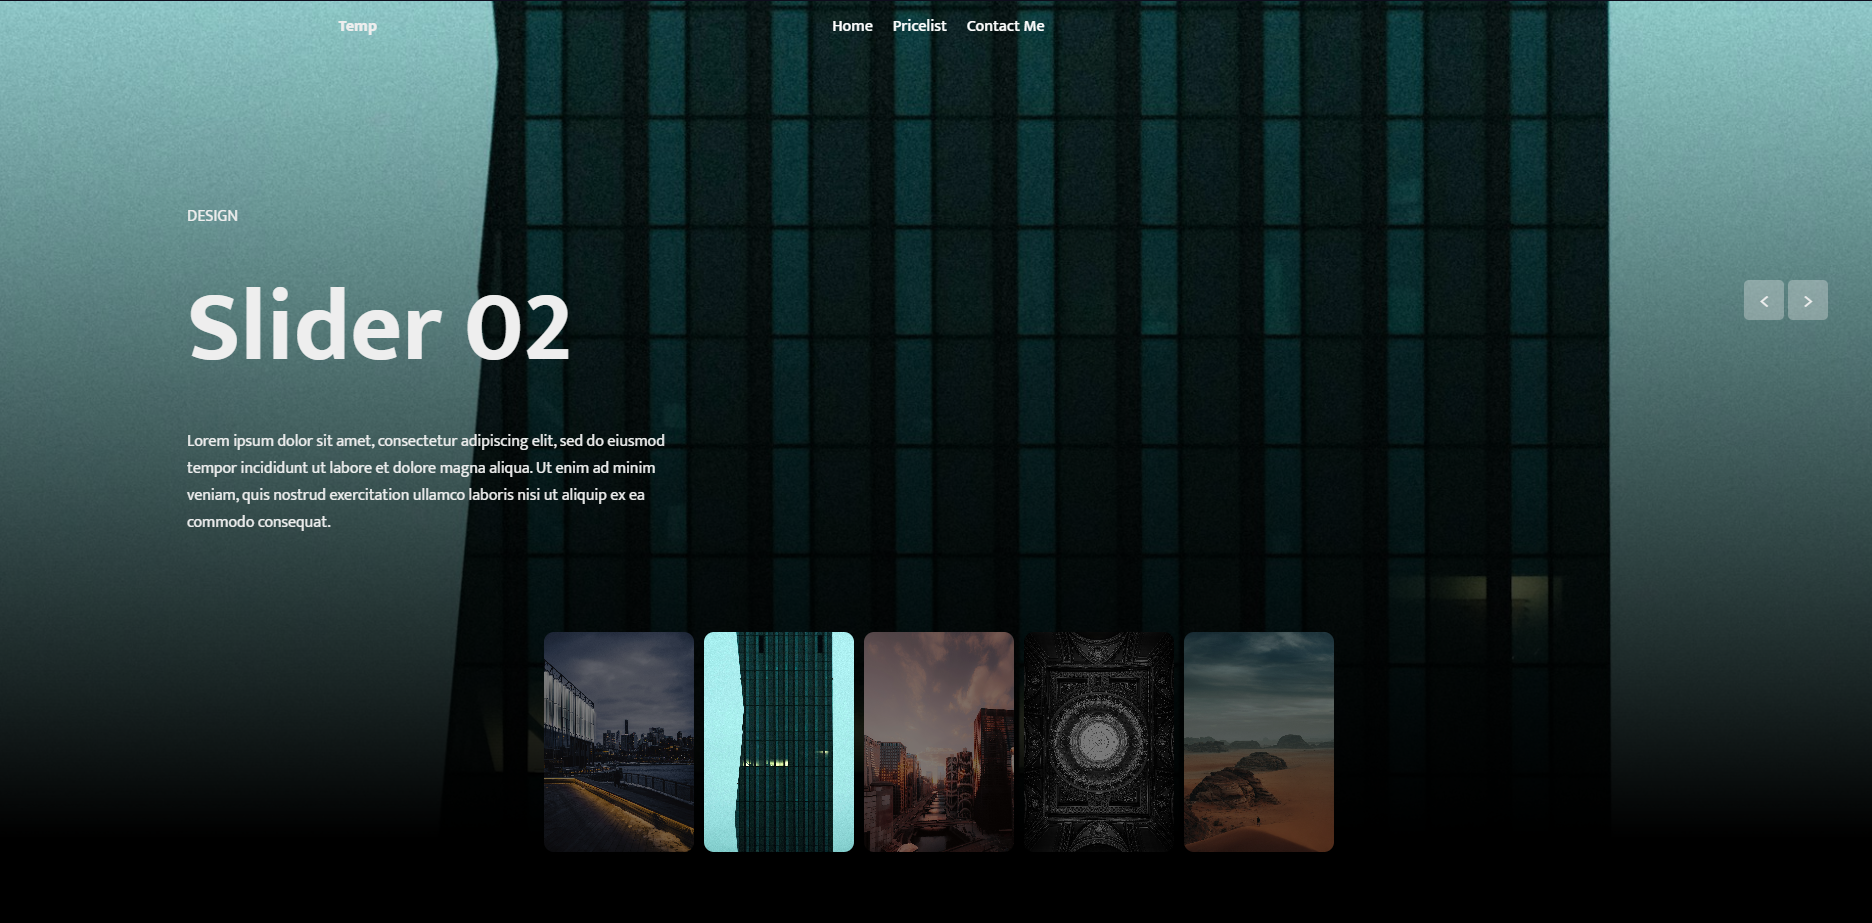 Temp
Home Pricelist Contact Me
DESIGN
Slider 02
Lorem ipsum dolor sit amet, consectetur adipiscing elit, sed do eiusmod
tempor incididunt ut labore et dolore magna aliqua. Ut enim ad minim
veniam, quis nostrud exercitation ullamco laboris nisi ut aliquip ex ea
commodo consequat.
< >